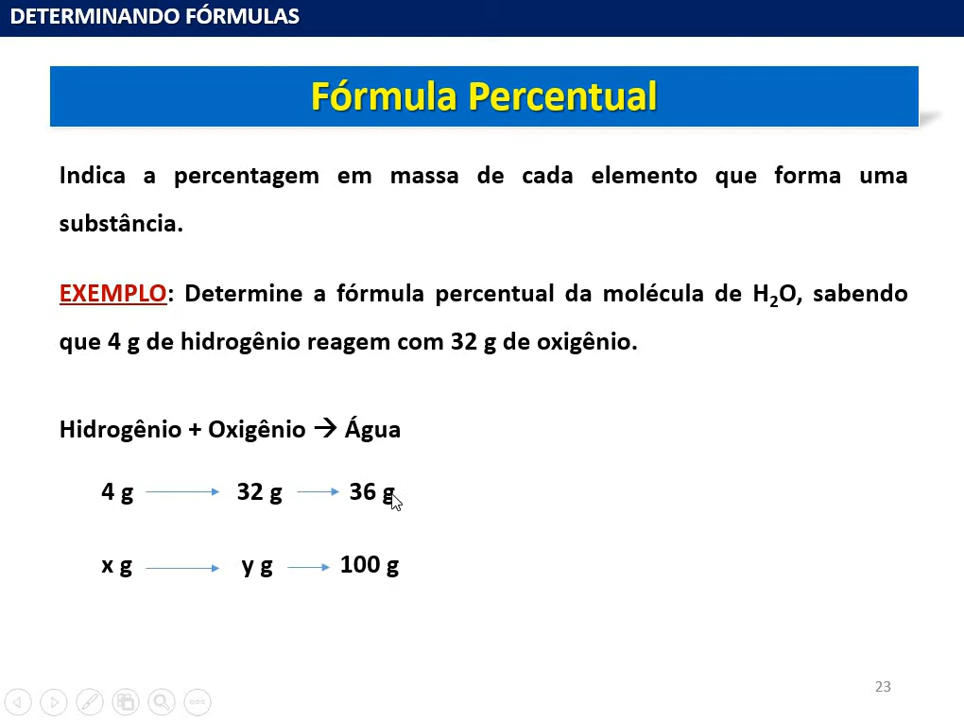 DETERMINANDO FÓRMULAS
Fórmula Percentual
Indica a percentagem em massa de cada elemento que forma uma
substância.
EXEMPLO: Determine a fórmula percentual da molécula de H₂O, sabendo
que 4 g de hidrogênio reagem com 32 g de oxigênio.
Hidrogênio + Oxigênio → Água
4 g → 32 g → 36 g
x g → y g → 100 g
23